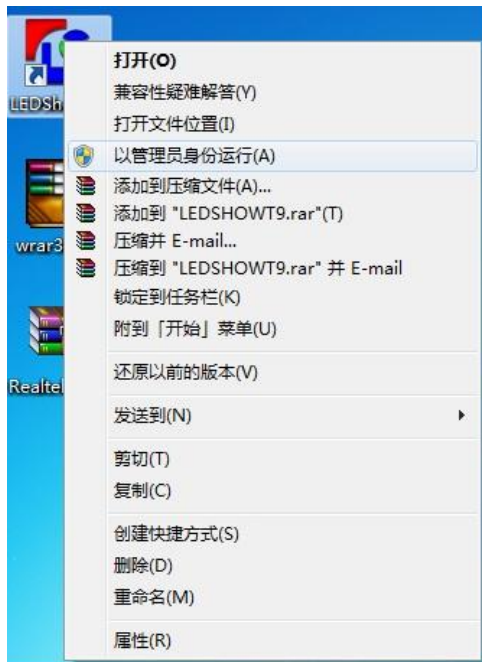 打开(O)
兼容性疑难解答(Y)
打开文件位置(I)
以管理员身份运行(A)
添加到压缩文件(A)...
添加到 "LEDSHOWT9.rar"(T)
压缩并 E-mail...
压缩到 "LEDSHOWT9.rar" 并 E-mail
锁定到任务栏(K)
附到「开始」菜单(U)
还原以前的版本(V)
发送到(N)
剪切(T)
复制(C)
创建快捷方式(S)
删除(D)
重命名(M)
属性(R)
LEDSh
wrar3
Realtel